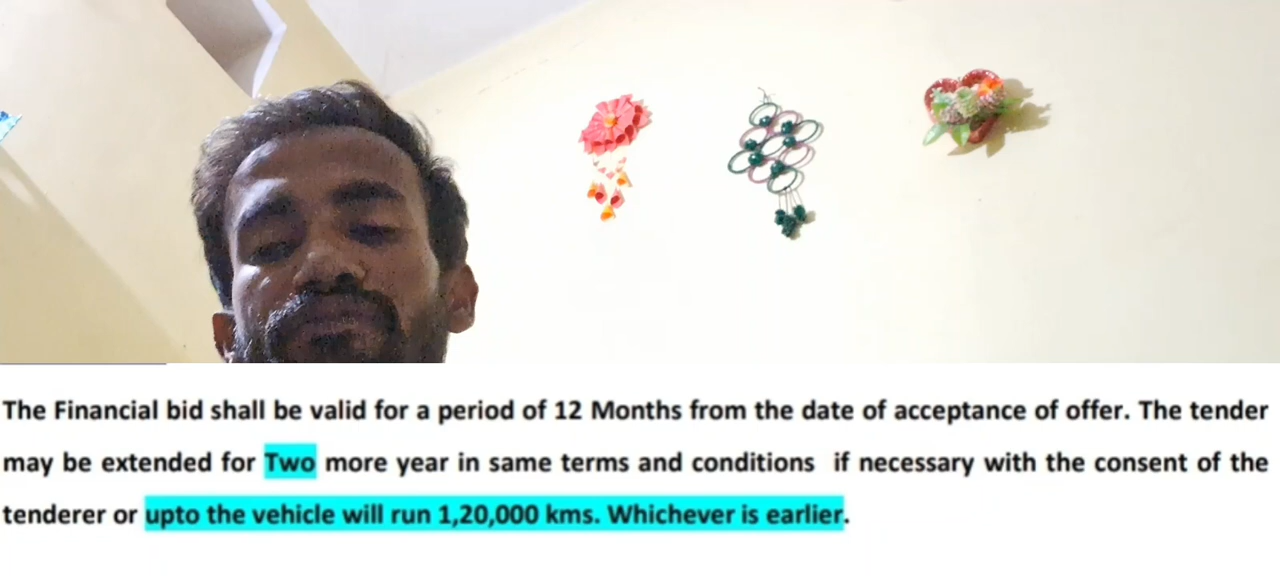 The Financial bid shall be valid for a period of 12 Months from the date of acceptance of offer. The tender
may be extended for Two more year in same terms and conditions if necessary with the consent of the
tenderer or upto the vehicle will run 1,20,000 kms. Whichever is earlier.